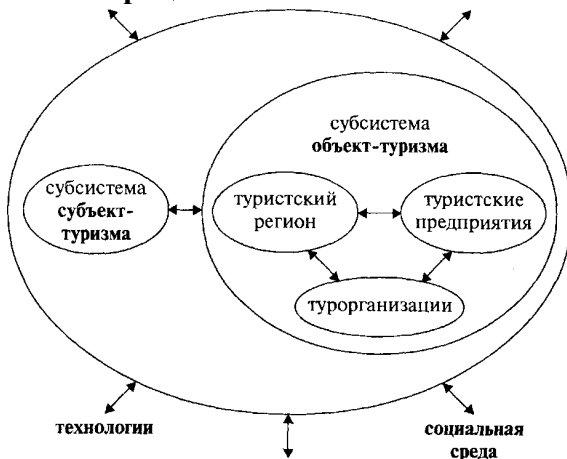 субсистема
объект-туризма
субсистема
субъект-
туризма
туристский
регион
туристские
предприятия
турорганизации
технологии
социальная
среда